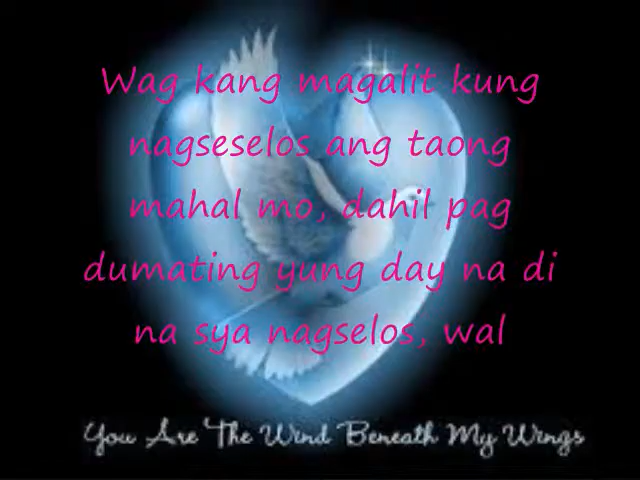 Wag kang magalit kung
nagseselos ang taong
mahal mo, dahil pag
dumating yung day na di
na sya nagselos, wal
You Are The Wind Beneath My Wings